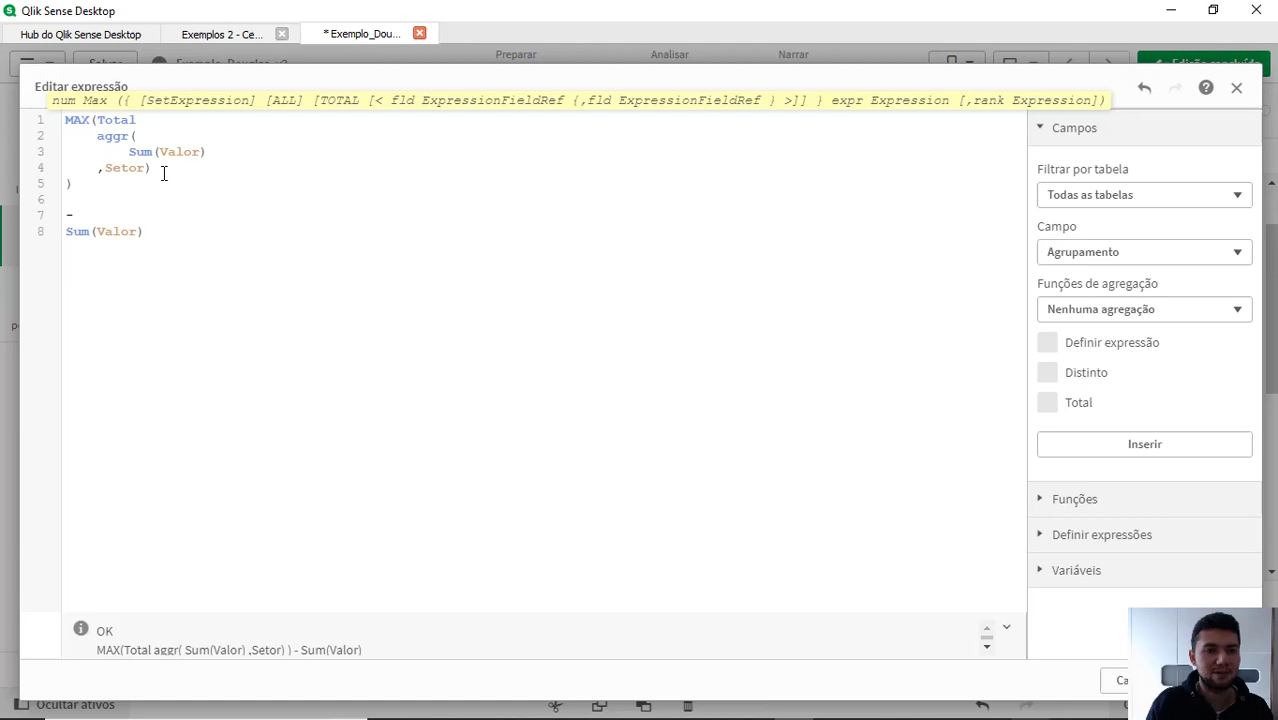 Qlik Sense Desktop
Hub do Qlik Sense Desktop
Exemplos 2 - Ce...
* Exemplo_Dou...
Preparar Analisar Narrar
Editar expressão
num Max ({ [SetExpression] [ALL] [TOTAL [< fld ExpressionFieldRef {,fld ExpressionFieldRef } >]] } expr Expression [,rank Expression])
1 MAX(Total
2 aggr(
3 Sum(Valor)
4 ,Setor)
5 )
6
7 -
8 Sum(Valor)
Campos
Filtrar por tabela
Todas as tabelas
Campo
Agrupamento
Funções de agregação
Nenhuma agregação
Definir expressão
Distinto
Total
Inserir
Funções
Definir expressões
Variáveis
OK
MAX(Total aggr( Sum(Valor) ,Setor) ) - Sum(Valor)
Ca
Ocultar ativos